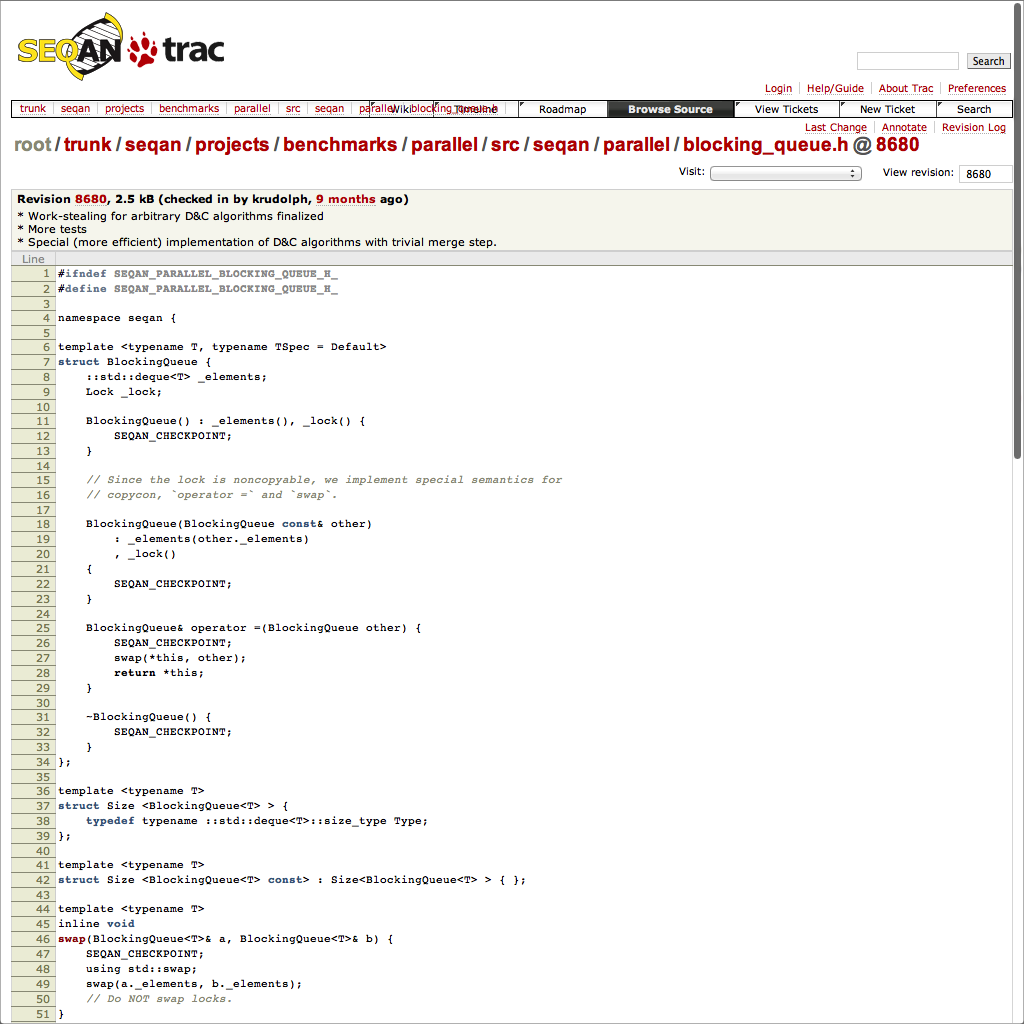 SEQAN trac
Search
Login Help/Guide About Trac Preferences
trunk seqan projects benchmarks parallel src seqan parallel blocking_queue.h
Wiki Timeline Roadmap Browse Source View Tickets New Ticket Search
Last Change Annotate Revision Log
root/trunk/seqan/projects/benchmarks/parallel/src/seqan/parallel/blocking_queue.h @ 8680
Visit: View revision: 8680
Revision 8680, 2.5 kB (checked in by krudolph, 9 months ago)
* Work-stealing for arbitrary D&C algorithms finalized
* More tests
* Special (more efficient) implementation of D&C algorithms with trivial merge step.
Line
1 #ifndef SEQAN_PARALLEL_BLOCKING_QUEUE_H_
2 #define SEQAN_PARALLEL_BLOCKING_QUEUE_H_
3
4 namespace seqan {
5
6 template <typename T, typename TSpec = Default>
7 struct BlockingQueue {
8     ::std::deque<T> _elements;
9     Lock _lock;
10
11     BlockingQueue() : _elements(), _lock() {
12         SEQAN_CHECKPOINT;
13     }
14
15     // Since the lock is noncopyable, we implement special semantics for
16     // copycon, `operator =` and `swap`.
17
18     BlockingQueue(BlockingQueue const& other)
19         : _elements(other._elements)
20         , _lock()
21     {
22         SEQAN_CHECKPOINT;
23     }
24
25     BlockingQueue& operator =(BlockingQueue other) {
26         SEQAN_CHECKPOINT;
27         swap(*this, other);
28         return *this;
29     }
30
31     ~BlockingQueue() {
32         SEQAN_CHECKPOINT;
33     }
34 };
35
36 template <typename T>
37 struct Size <BlockingQueue<T> > {
38     typedef typename ::std::deque<T>::size_type Type;
39 };
40
41 template <typename T>
42 struct Size <BlockingQueue<T> const> : Size<BlockingQueue<T> > { };
43
44 template <typename T>
45 inline void
46 swap(BlockingQueue<T>& a, BlockingQueue<T>& b) {
47     SEQAN_CHECKPOINT;
48     using std::swap;
49     swap(a._elements, b._elements);
50     // Do NOT swap locks.
51 }